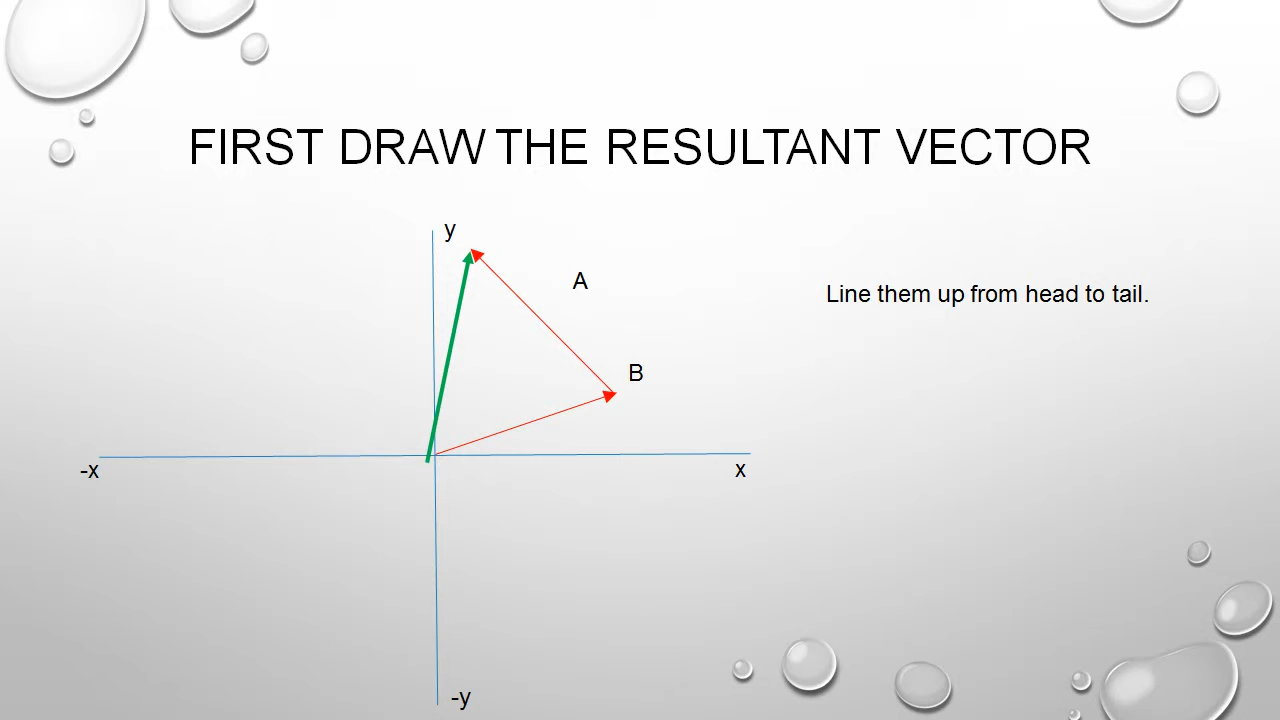 FIRST DRAW THE RESULTANT VECTOR
y
A
Line them up from head to tail.
B
-x
x
-y